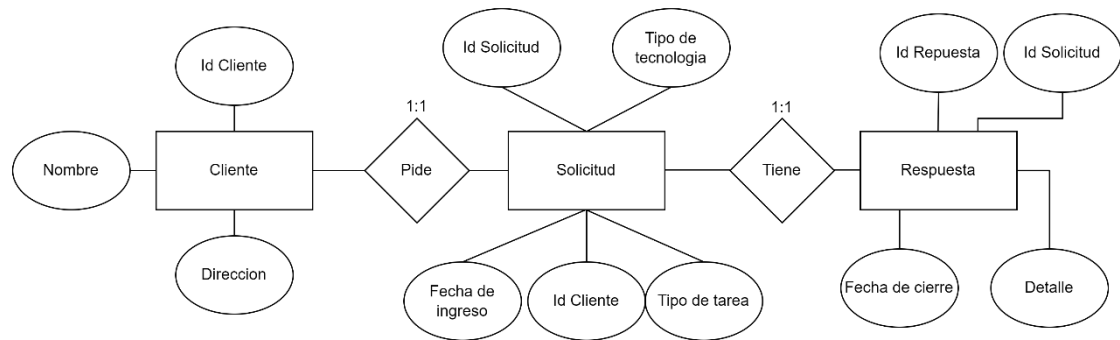 Id Cliente
Nombre
Cliente
Direccion
1:1
Pide
Id Solicitud
Tipo de
tecnologia
Solicitud
Fecha de
ingreso
Id Cliente
Tipo de tarea
1:1
Tiene
Id Repuesta
Id Solicitud
Respuesta
Fecha de cierre
Detalle